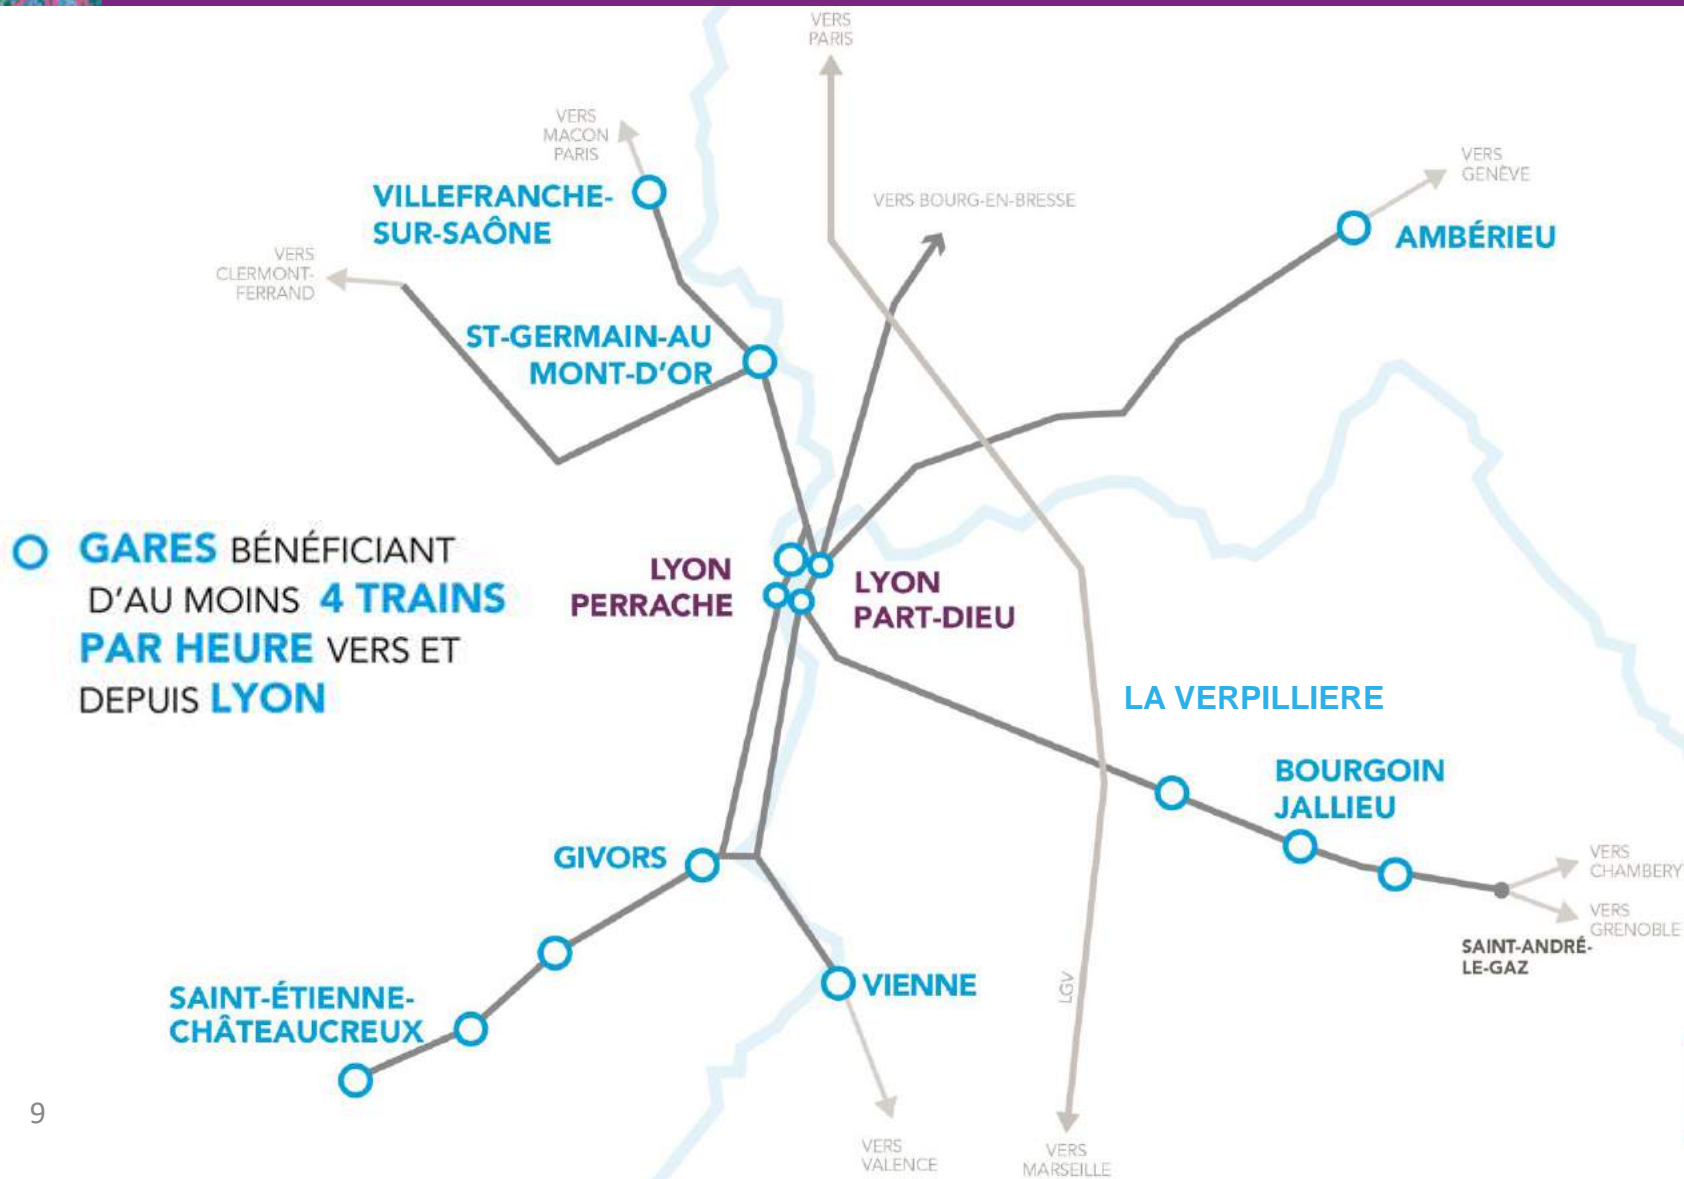 VERS
PARIS
VERS
MACON
PARIS
VERS
GENÈVE
VILLEFRANCHE-
SUR-SAÔNE
VERS BOURG-EN-BRESSE
AMBÉRIEU
VERS
CLERMONT-
FERRAND
ST-GERMAIN-AU
MONT-D'OR
GARES BÉNÉFICIANT
D'AU MOINS 4 TRAINS
PAR HEURE VERS ET
DEPUIS LYON
LYON
PERRACHE
LYON
PART-DIEU
LA VERPILLIERE
BOURGOIN
JALLIEU
GIVORS
VERS
CHAMBERY
VERS
GRENOBLE
SAINT-ANDRÉ-
LE-GAZ
SAINT-ÉTIENNE-
CHÂTEAUCREUX
VIENNE
LGV
9
VERS
VALENCE
VERS
MARSEILLE